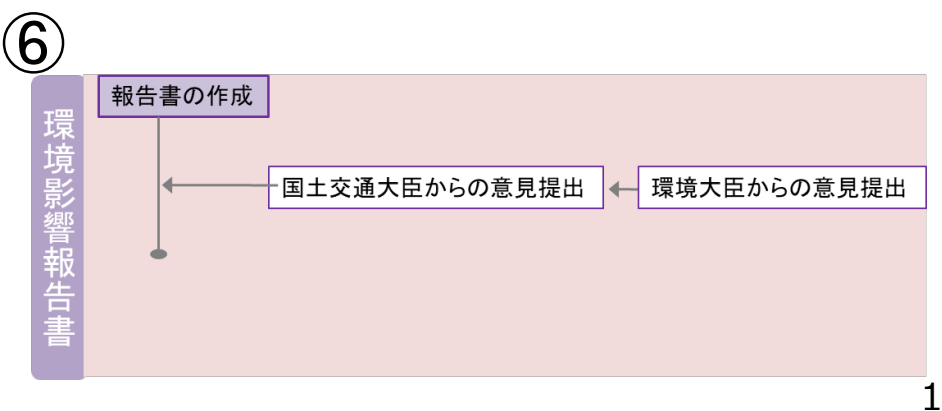 ⑥
環境影響報告書
報告書の作成
国土交通大臣からの意見提出
環境大臣からの意見提出
1